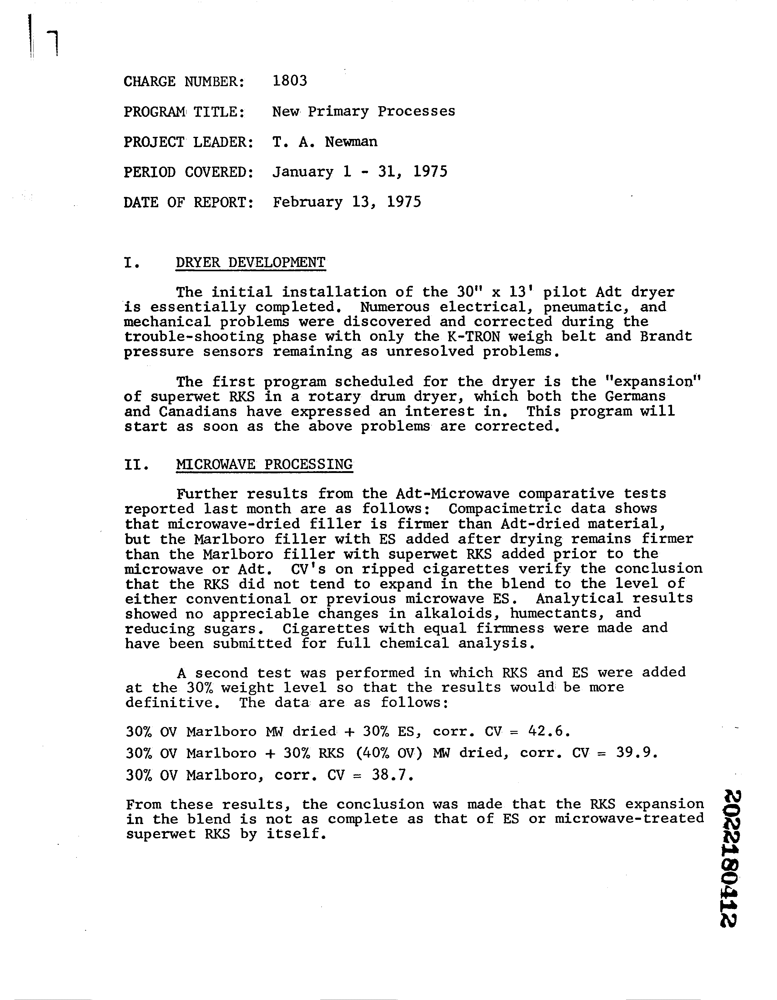 17
CHARGE NUMBER: 1803
PROGRAM TITLE: New Primary Processes
PROJECT LEADER: T. A. Newman
PERIOD COVERED: January 1 - 31, 1975
DATE OF REPORT: February 13, 1975
I. DRYER DEVELOPMENT
The initial installation of the 30" x 13' pilot Adt dryer
is essentially completed. Numerous electrical, pneumatic, and
mechanical problems were discovered and corrected during the
trouble-shooting phase with only the K-TRON weigh belt and Brandt
pressure sensors remaining as unresolved problems.
The first program scheduled for the dryer is the "expansion"
of superwet RKS in a rotary drum dryer, which both the Germans
and Canadians have expressed an interest in. This program will
start as soon as the above problems are corrected.
II. MICROWAVE PROCESSING
Further results from the Adt-Microwave comparative tests
reported last month are as follows: Compacimetric data shows
that microwave-dried filler is firmer than Adt-dried material,
but the Marlboro filler with ES added after drying remains firmer
than the Marlboro filler with superwet RKS added prior to the
microwave or Adt. CV's on ripped cigarettes verify the conclusion
that the RKS did not tend to expand in the blend to the level of
either conventional or previous microwave ES. Analytical results
showed no appreciable changes in alkaloids, humectants, and
reducing sugars. Cigarettes with equal firmness were made and
have been submitted for full chemical analysis.
A second test was performed in which RKS and ES were added
at the 30% weight level so that the results would be more
definitive. The data are as follows:
30% OV Marlboro MW dried + 30% ES, corr. CV = 42.6.
30% OV Marlboro + 30% RKS (40% OV) MW dried, corr. CV = 39.9.
30% OV Marlboro, corr. CV = 38.7.
From these results, the conclusion was made that the RKS expansion
in the blend is not as complete as that of ES or microwave-treated
superwet RKS by itself.
2022180412